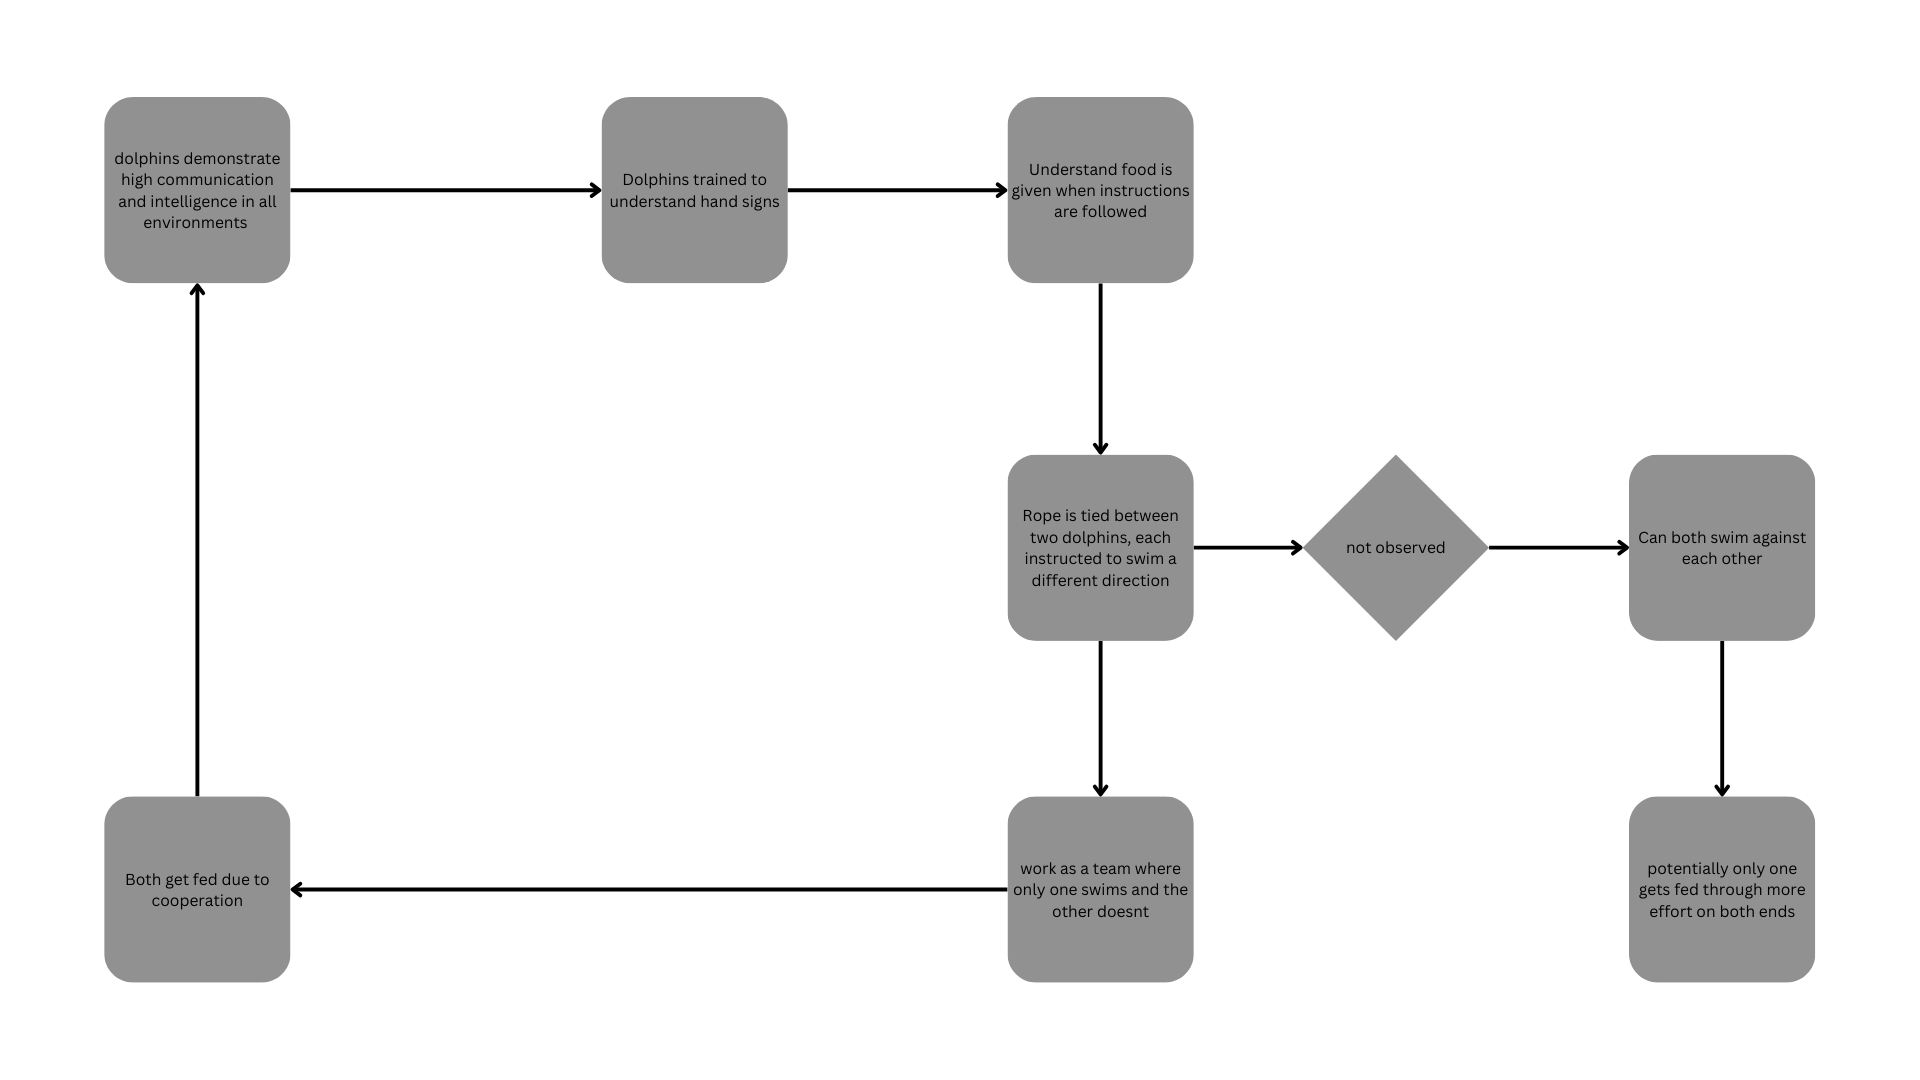 dolphins demonstrate
high communication
and intelligence in all
environments
Dolphins trained to
understand hand signs
Understand food is
given when instructions
are followed
Rope is tied between
two dolphins, each
instructed to swim a
different direction
not observed
Can both swim against
each other
Both get fed due to
cooperation
work as a team where
only one swims and the
other doesnt
potentially only one
gets fed through more
effort on both ends